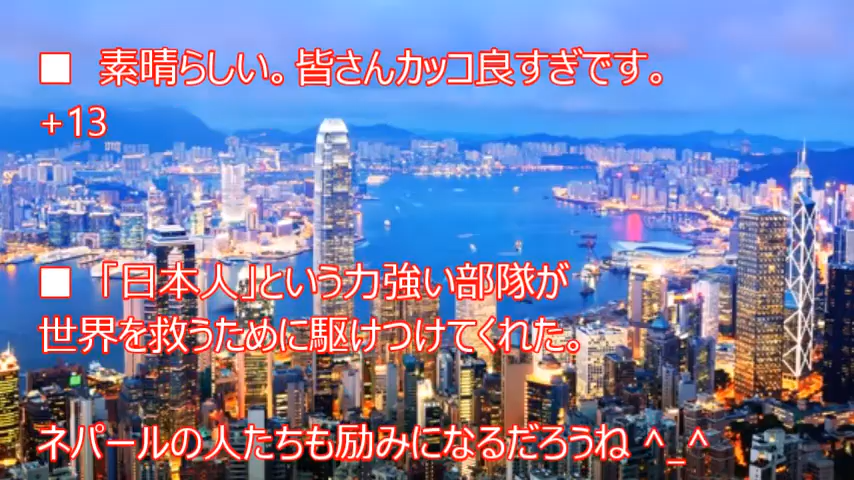 ■　素晴らしい。皆さんカッコ良すぎです。
+13
■　「日本人」という力強い部隊が
世界を救うために駆けつけてくれた。
ネパールの人たちも励みになるだろうね ^_^